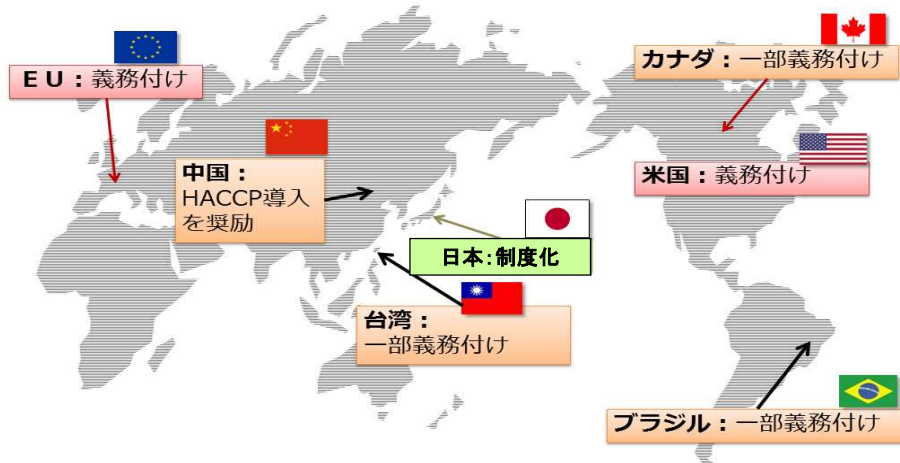 EU：義務付け
カナダ：一部義務付け
中国：
HACCP導入
を奨励
米国：義務付け
日本：制度化
台湾：
一部義務付け
ブラジル：一部義務付け